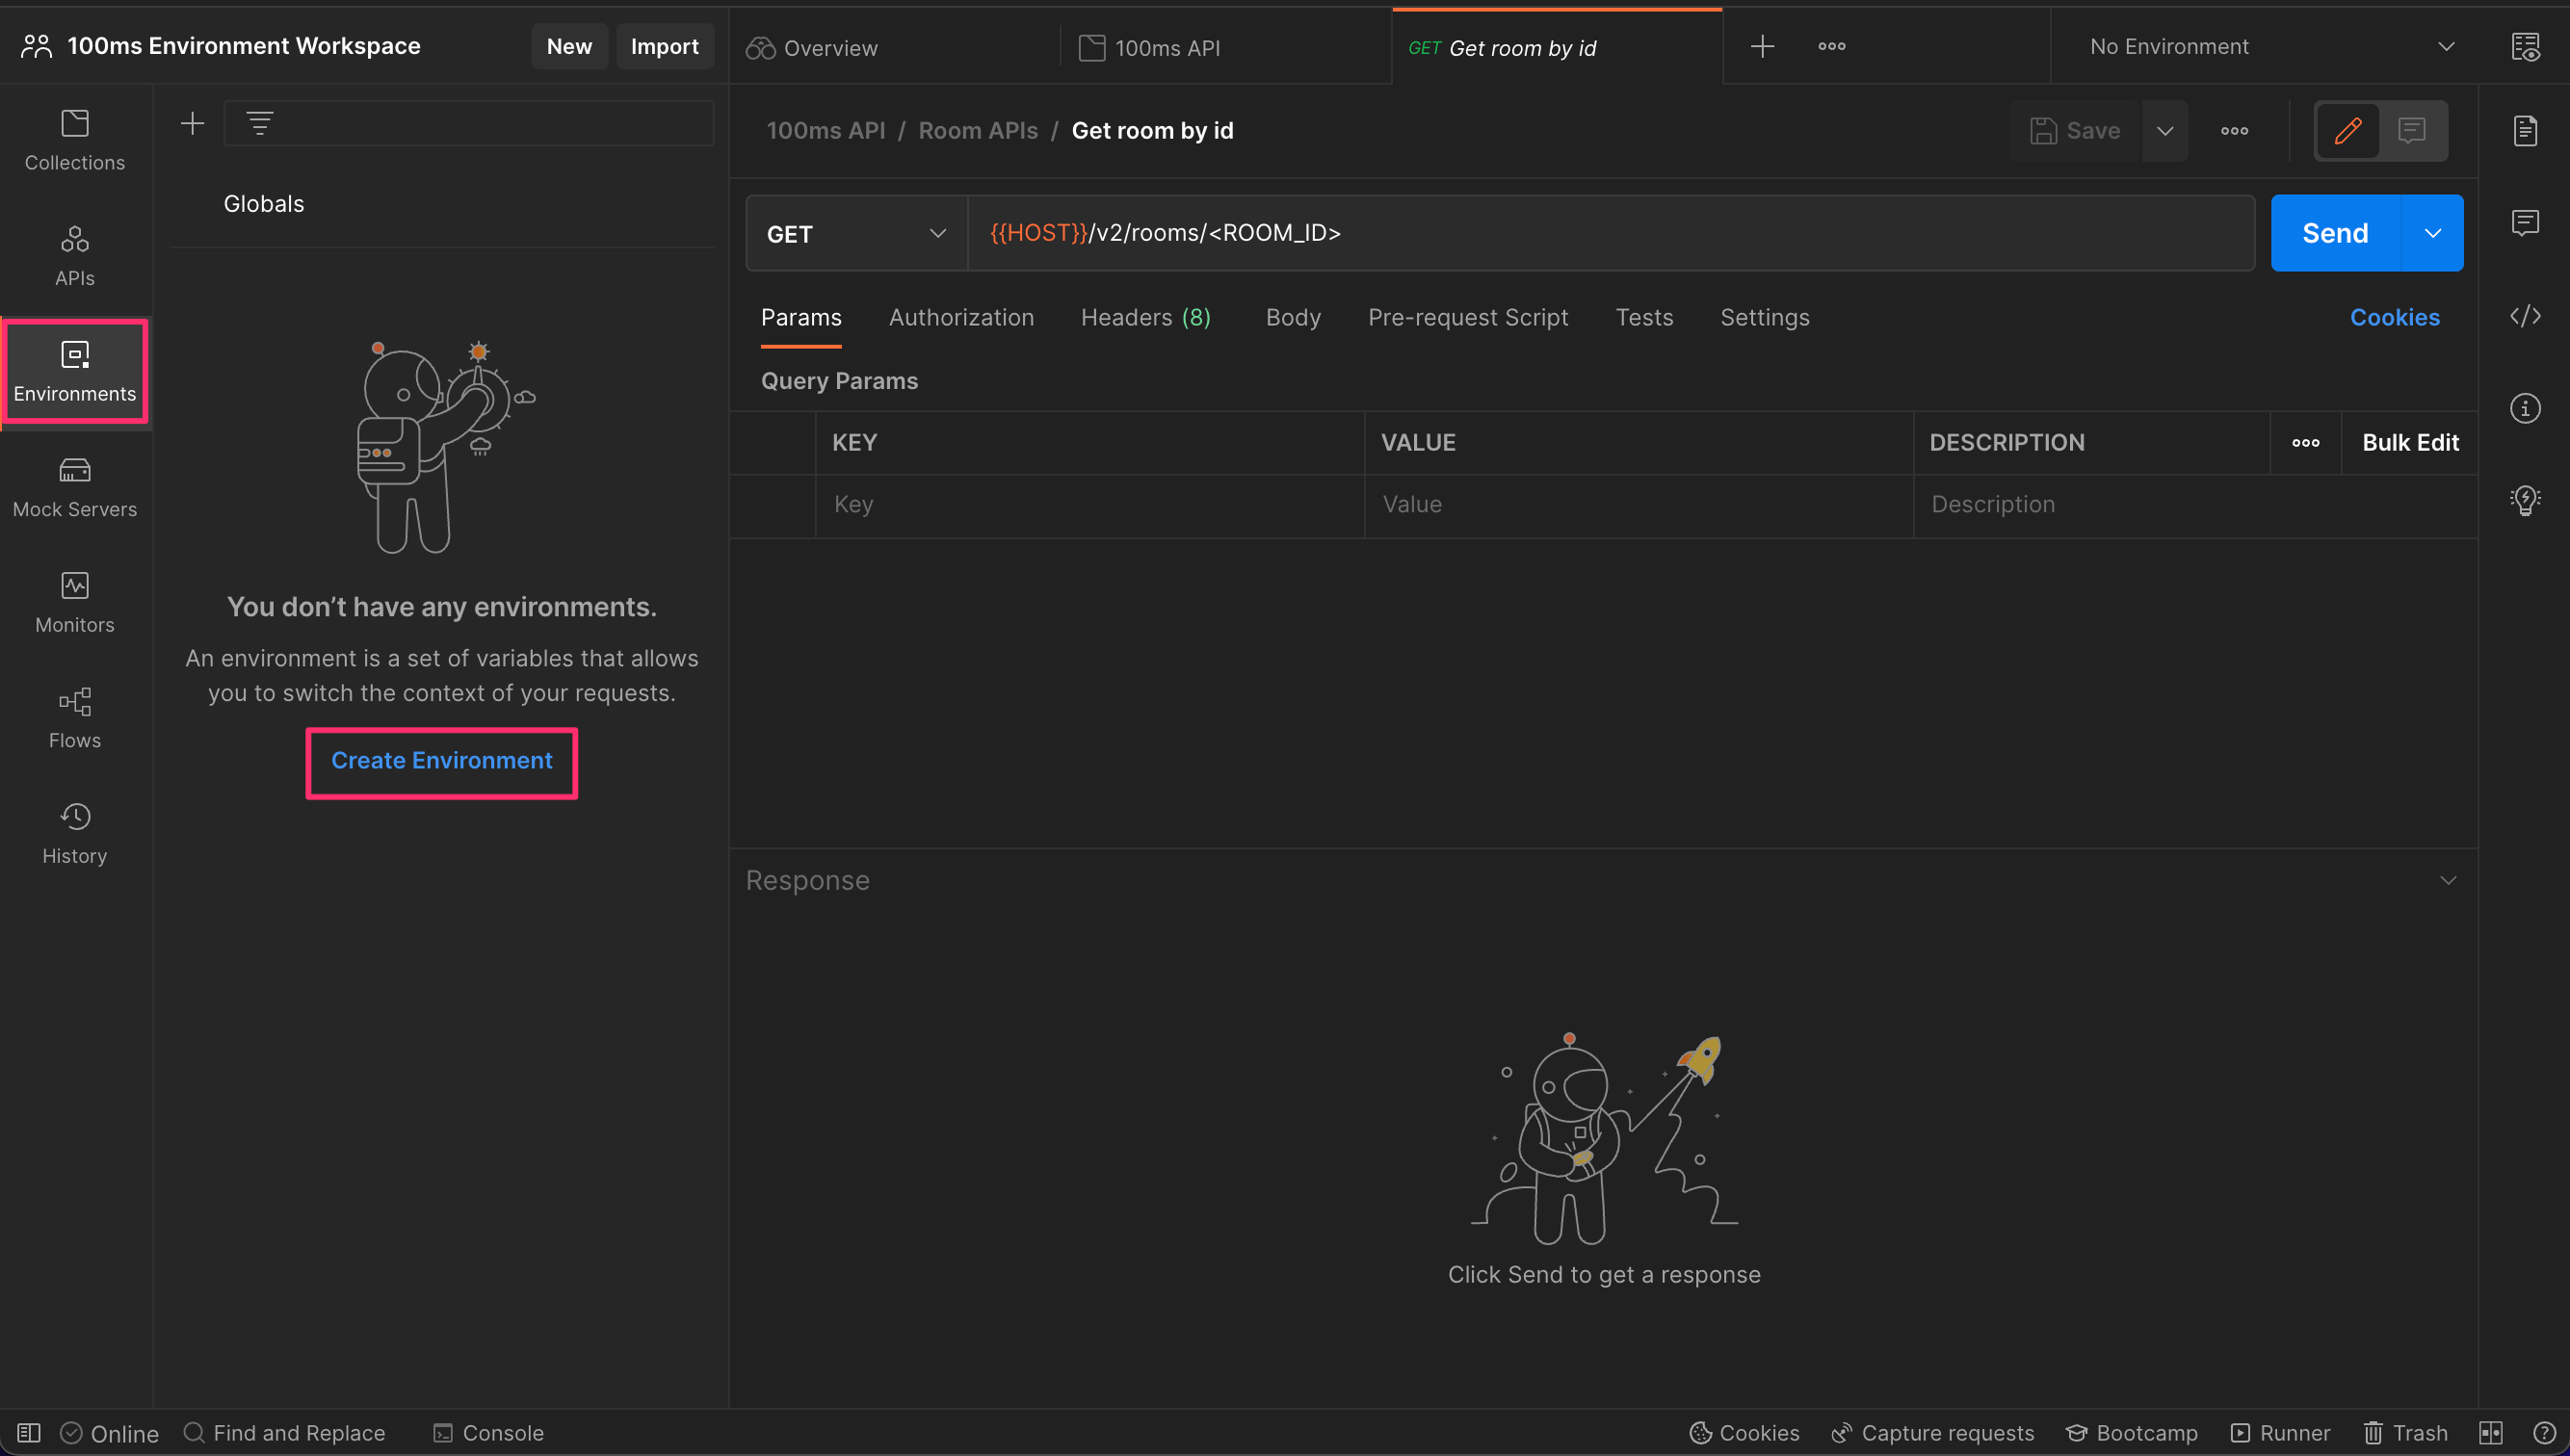 100ms Environment Workspace
New
Import
Overview
100ms API
GET Get room by id
No Environment
Collections
APIs
Environments
Mock Servers
Monitors
Flows
History
Globals
You don’t have any environments.
An environment is a set of variables that allows
you to switch the context of your requests.
Create Environment
100ms API / Room APIs / Get room by id
Save
GET
{{HOST}}/v2/rooms/<ROOM_ID>
Send
Params
Authorization
Headers (8)
Body
Pre-request Script
Tests
Settings
Cookies
Query Params
KEY
VALUE
DESCRIPTION
Bulk Edit
Key
Value
Description
Response
Click Send to get a response
Online
Find and Replace
Console
Cookies
Capture requests
Bootcamp
Runner
Trash